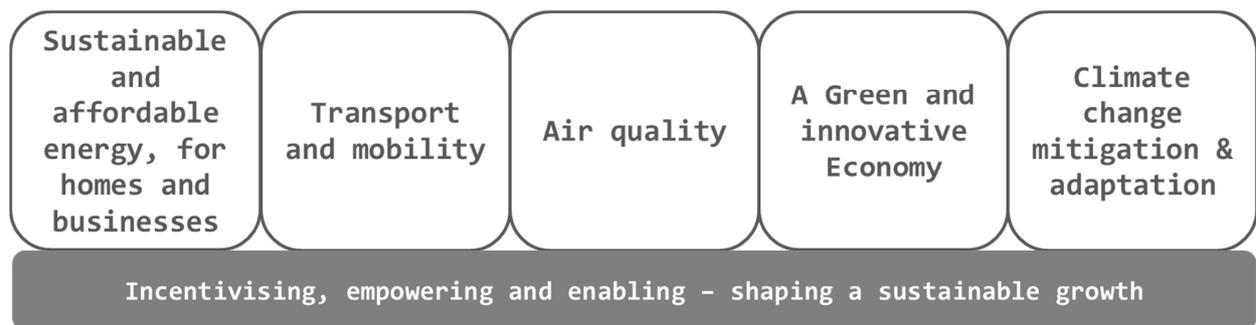 Sustainable
and
affordable
energy, for
homes and
businesses
Transport
and mobility
Air quality
A Green and
innovative
Economy
Climate
change
mitigation &
adaptation
Incentivising, empowering and enabling – shaping a sustainable growth